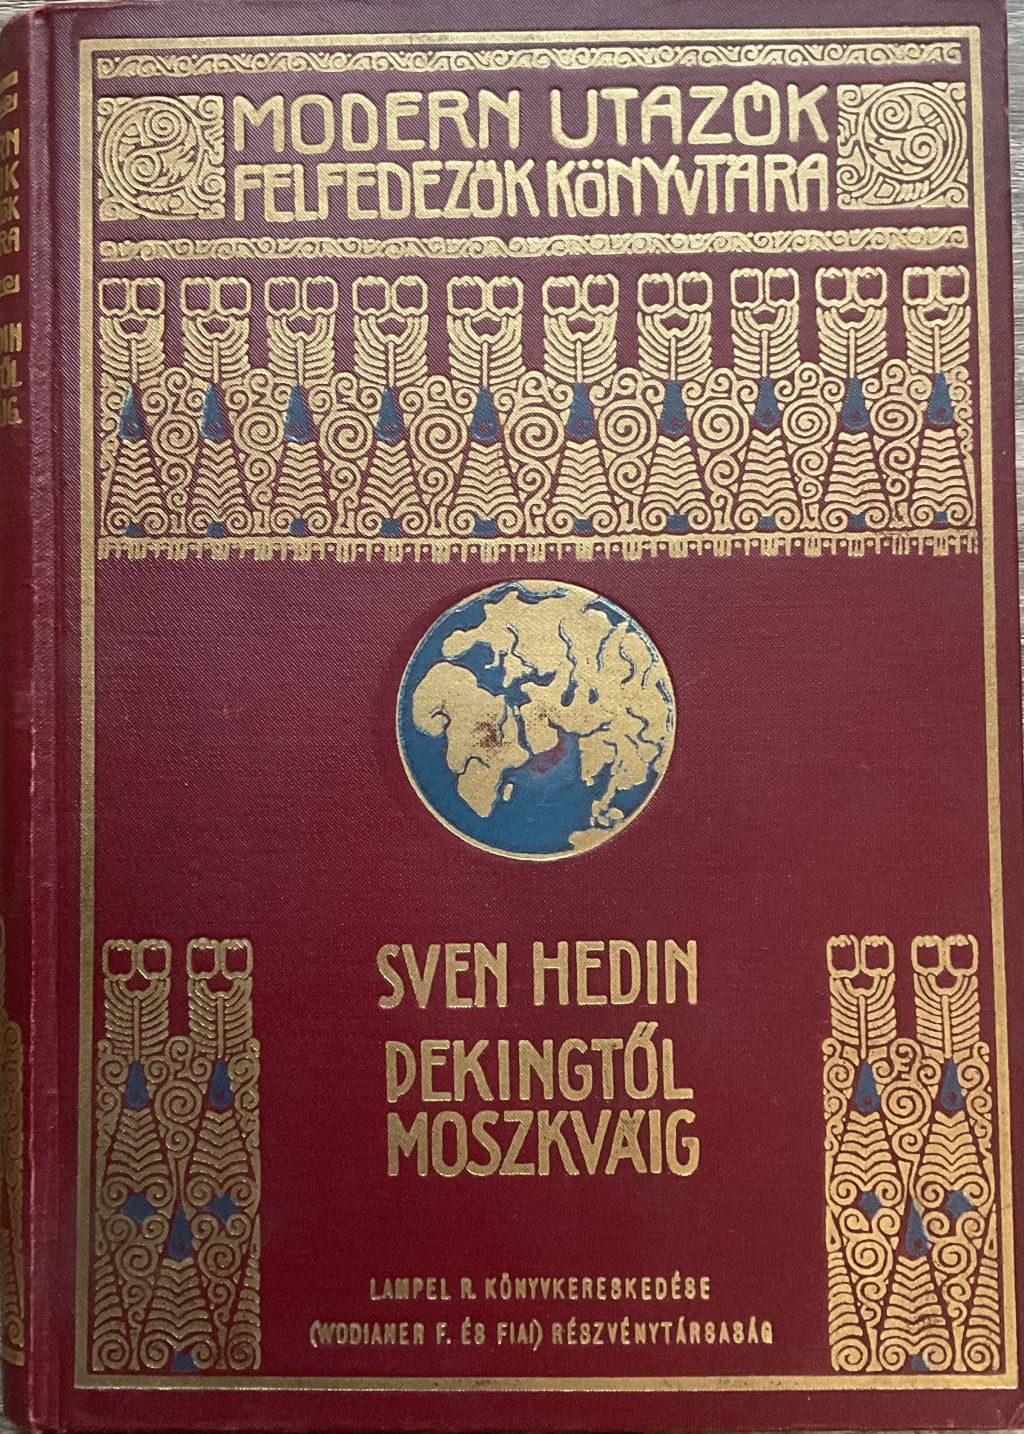 MODERN UTAZÓK
FELFEDEZŐK KÖNYVTÁRA
SVEN HEDIN
PEKINGTŐL
MOSZKVÁIG
LAMPEL R. KÖNYVKERESKEDÉSE
(WODIANER F. ÉS FIAI) RÉSZVÉNYTÁRSASÁG